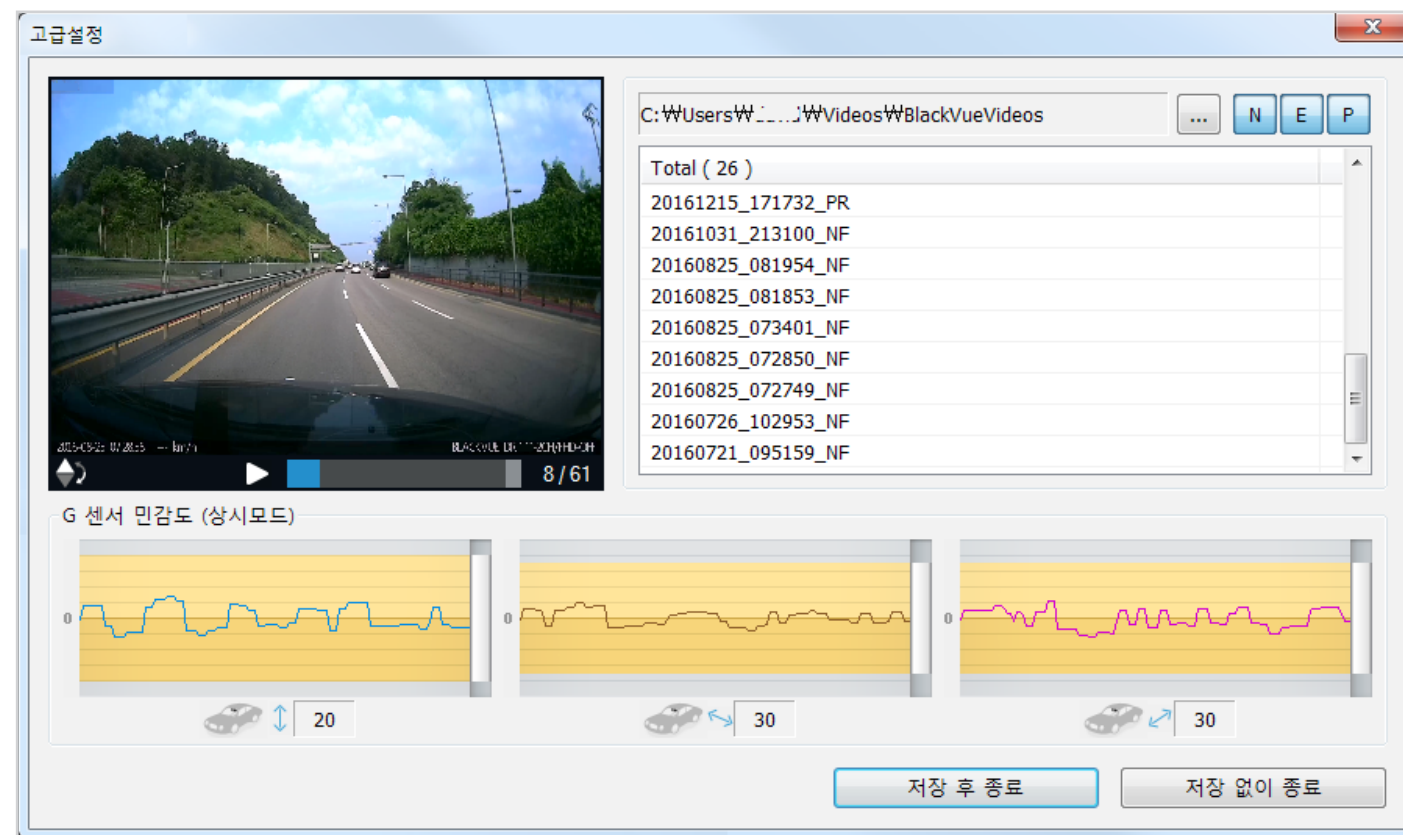 고급설정
C:₩Users₩ ₩Videos₩BlackVueVideos
... N E P
Total ( 26 )
20161215_171732_PR
20161031_213100_NF
20160825_081954_NF
20160825_081853_NF
20160825_073401_NF
20160825_072850_NF
20160825_072749_NF
20160726_102953_NF
20160721_095159_NF
km/h BLACKVUE
8 / 61
G 센서 민감도 (상시모드)
0 0 0
20 30 30
저장 후 종료 저장 없이 종료